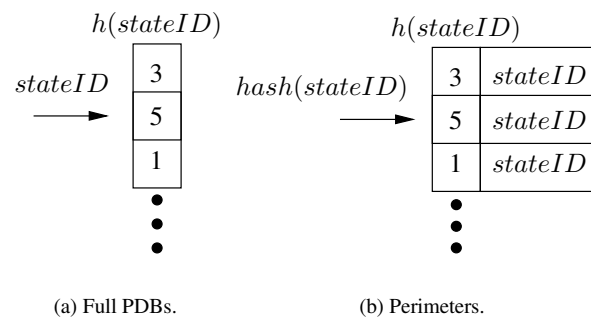 h(stateID)
stateID
3
5
1
(a) Full PDBs.
h(stateID)
hash(stateID)
3 stateID
5 stateID
1 stateID
(b) Perimeters.